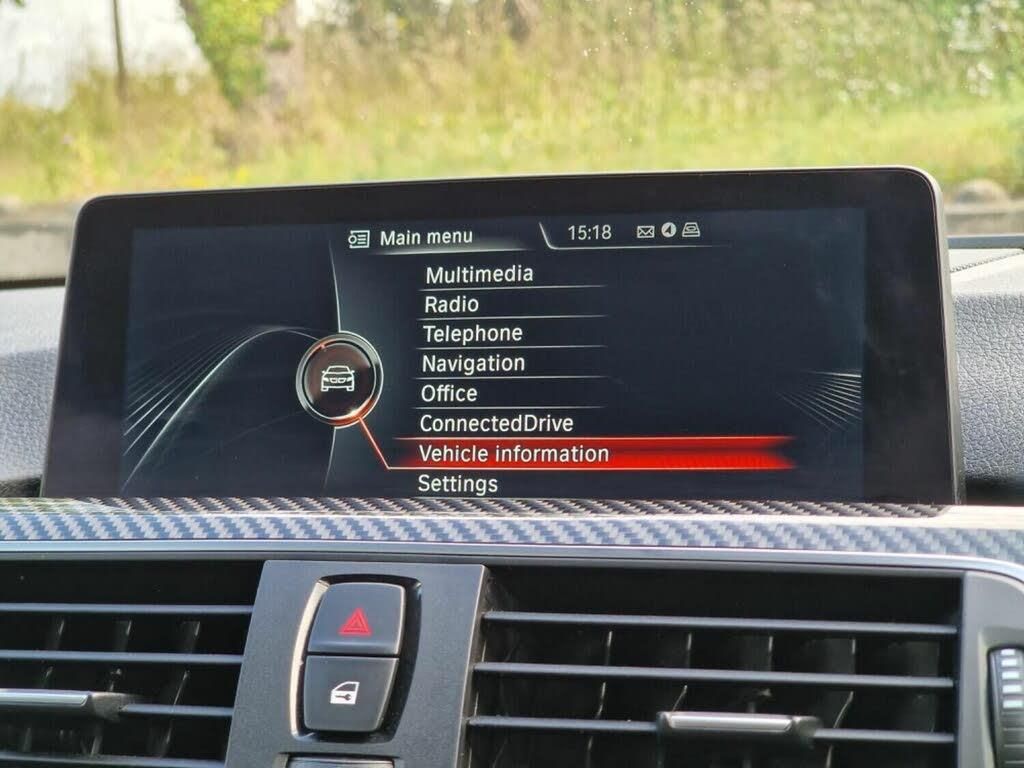 Main menu
15:18
Multimedia
Radio
Telephone
Navigation
Office
ConnectedDrive
Vehicle information
Settings